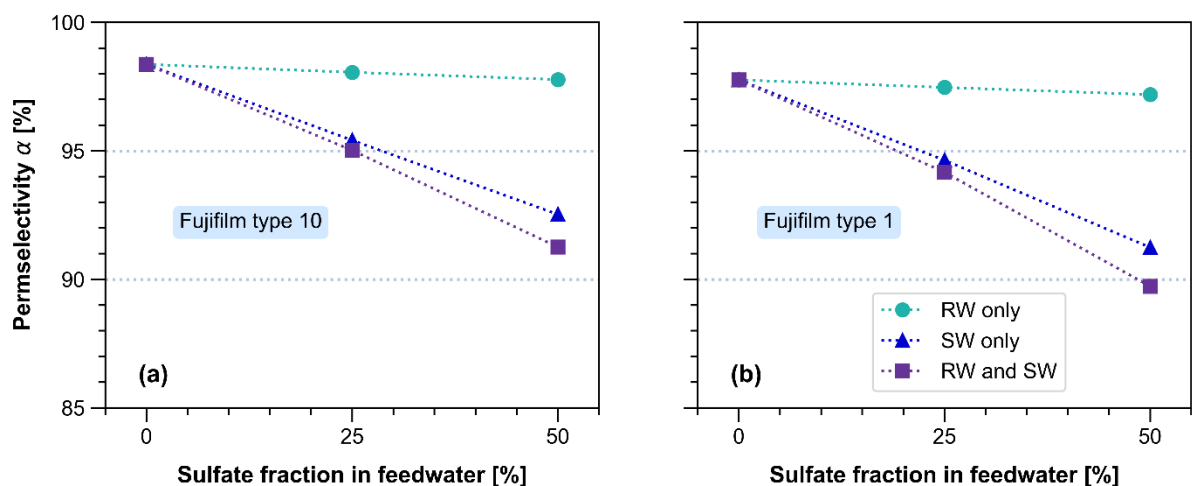 100
95
90
85
Permselectivity α [%]
Fujifilm type 10
(a)
0
25
50
Sulfate fraction in feedwater [%]
Fujifilm type 1
RW only
SW only
RW and SW
(b)
0
25
50
Sulfate fraction in feedwater [%]